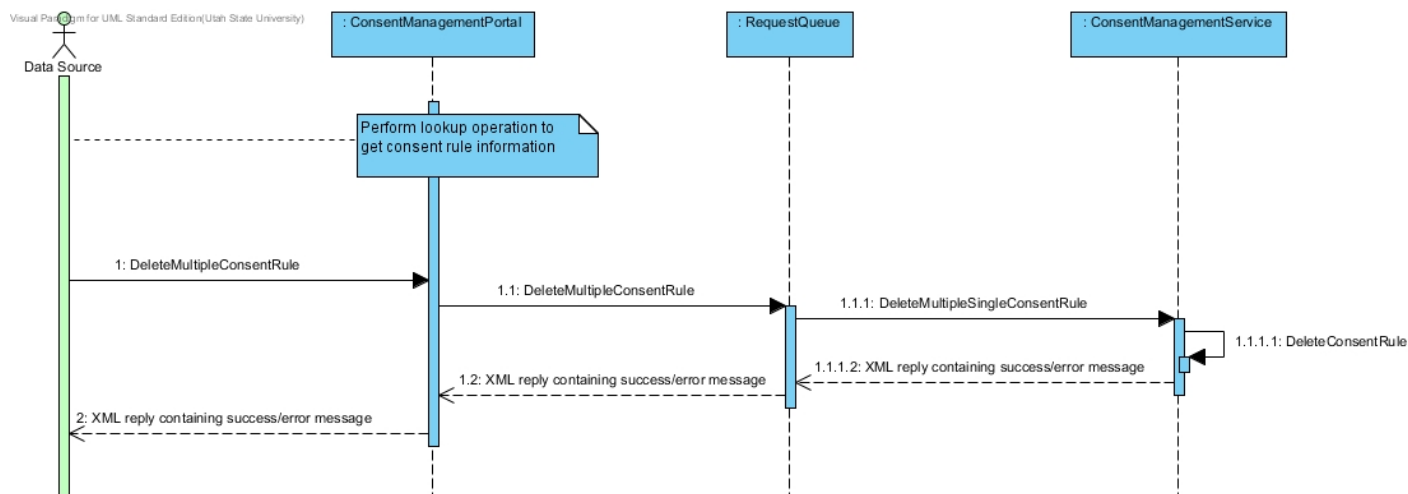 Visual Paradigm for UML Standard Edition(Utah State University)
: ConsentManagementPortal
: RequestQueue
: ConsentManagementService
Data Source
Perform lookup operation to
get consent rule information
1: DeleteMultipleConsentRule
1.1: DeleteMultipleConsentRule
1.1.1: DeleteMultipleSingleConsentRule
1.1.1.1: DeleteConsentRule
1.1.1.2: XML reply containing success/error message
1.2: XML reply containing success/error message
2: XML reply containing success/error message